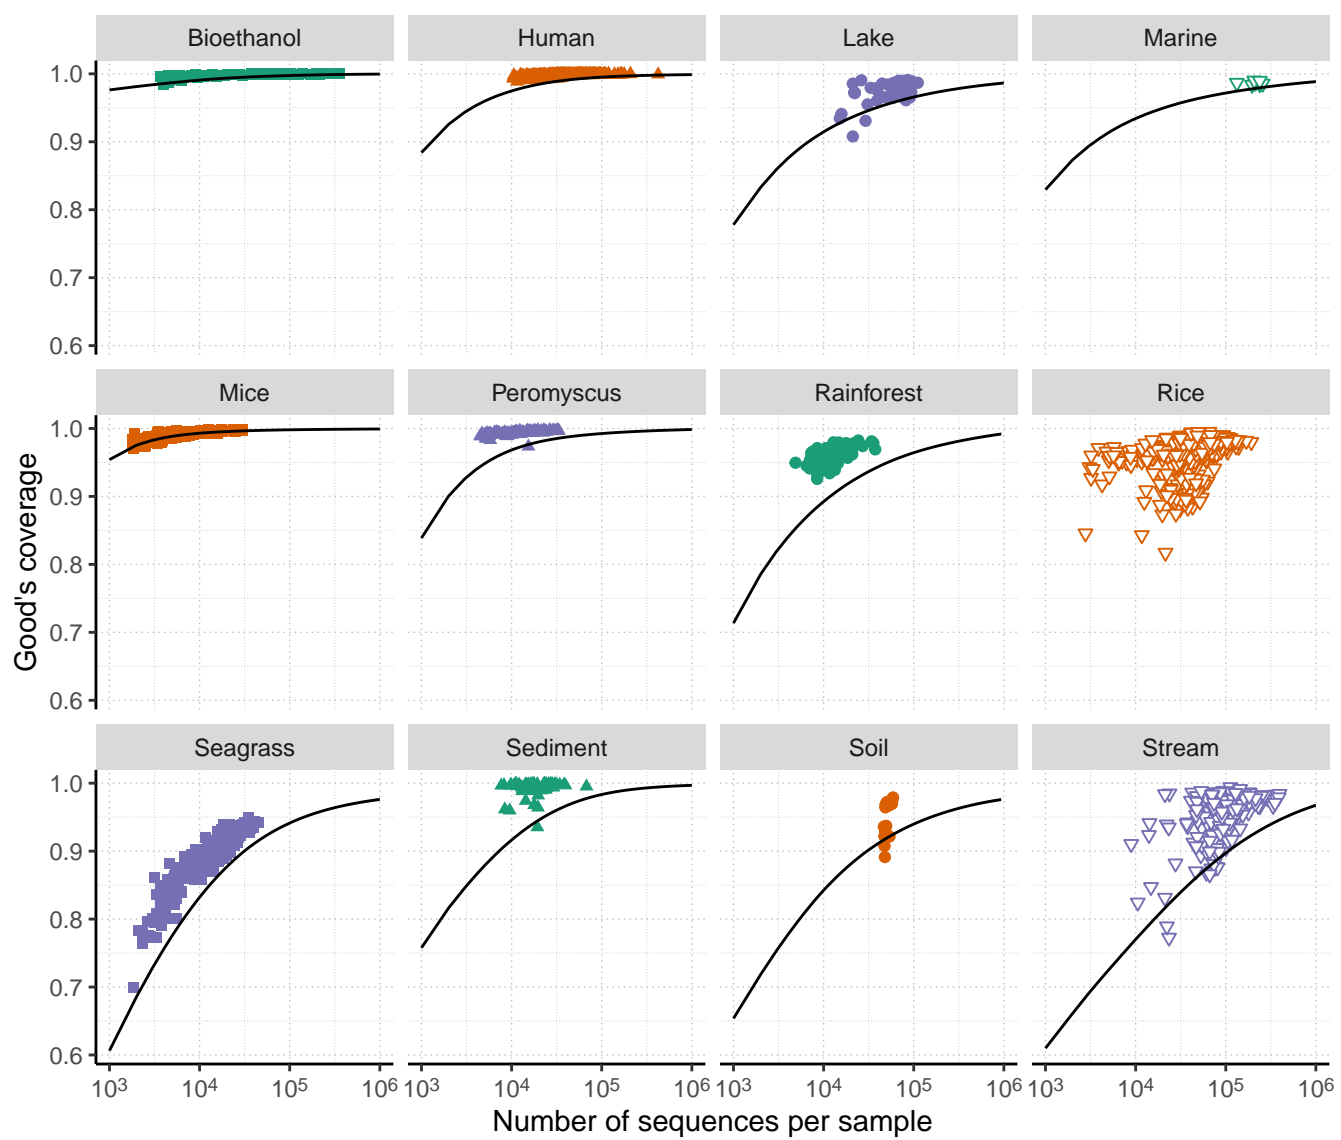 Bioethanol Human Lake Marine
1.0
0.9
0.8
0.7
0.6
Mice Peromyscus Rainforest Rice
1.0
0.9
0.8
0.7
0.6
Good's coverage
Seagrass Sediment Soil Stream
1.0
0.9
0.8
0.7
0.6
10³ 10⁴ 10⁵ 10⁶ 10³ 10⁴ 10⁵ 10⁶ 10³ 10⁴ 10⁵ 10⁶ 10³ 10⁴ 10⁵ 10⁶
Number of sequences per sample